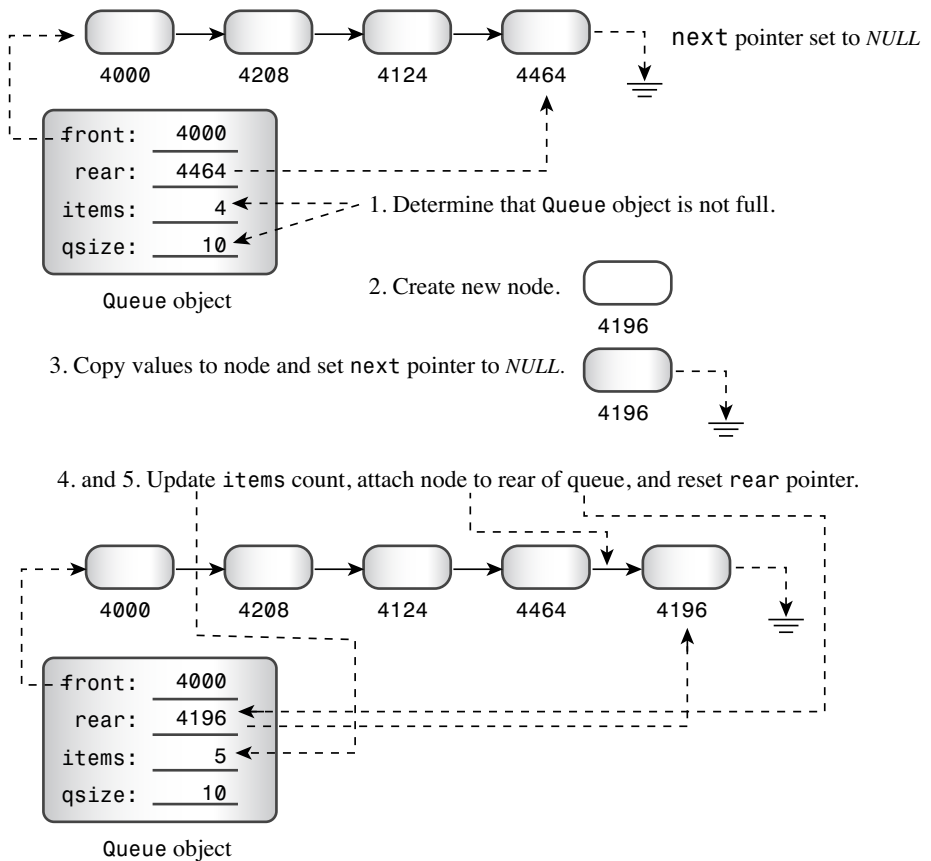 next pointer set to NULL
4000 4208 4124 4464
front: 4000
rear: 4464
items: 4
qsize: 10
1. Determine that Queue object is not full.
Queue object
2. Create new node.
4196
3. Copy values to node and set next pointer to NULL.
4196
4. and 5. Update items count, attach node to rear of queue, and reset rear pointer.
4000 4208 4124 4464 4196
front: 4000
rear: 4196
items: 5
qsize: 10
Queue object